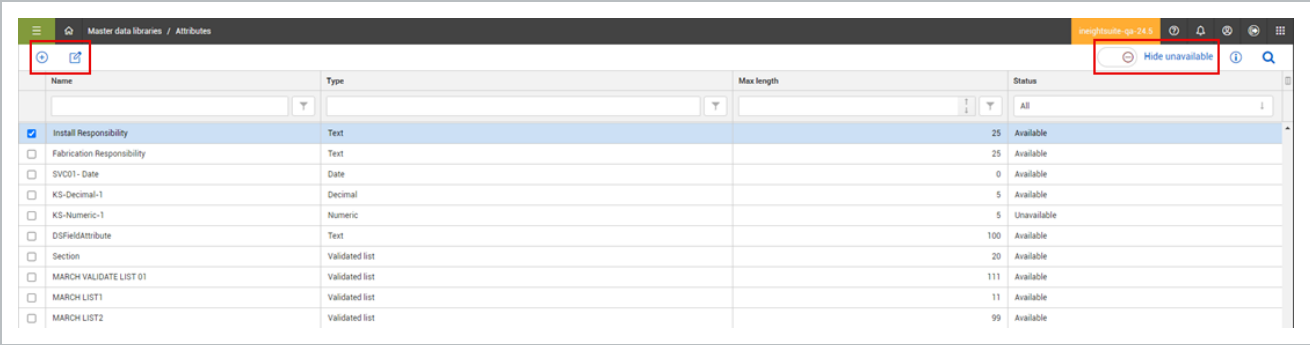 Master data libraries / Attributes ineightsuite-qa-24.5
Hide unavailable
Name Type Max length Status
All
Install Responsibility Text 25 Available
Fabrication Responsibility Text 25 Available
SVC01- Date Date 0 Available
KS-Decimal-1 Decimal 5 Available
KS-Numeric-1 Numeric 5 Unavailable
DSFieldAttribute Text 100 Available
Section Validated list 20 Available
MARCH VALIDATE LIST 01 Validated list 111 Available
MARCH LIST1 Validated list 11 Available
MARCH LIST2 Validated list 99 Available